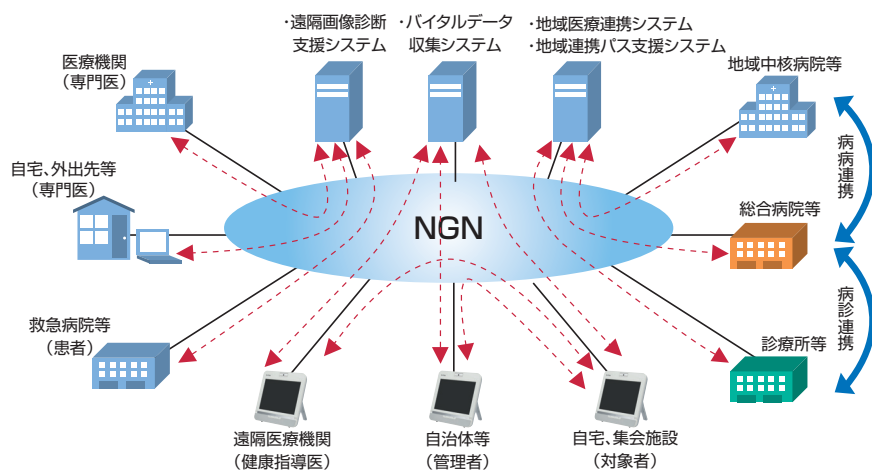 ・遠隔画像診断
支援システム
・バイタルデータ
収集システム
・地域医療連携システム
・地域連携パス支援システム
医療機関
（専門医）
地域中核病院等
自宅、外出先等
（専門医）
病病連携
NGN
総合病院等
救急病院等
（患者）
病診連携
診療所等
遠隔医療機関
（健康指導医）
自治体等
（管理者）
自宅、集会施設
（対象者）